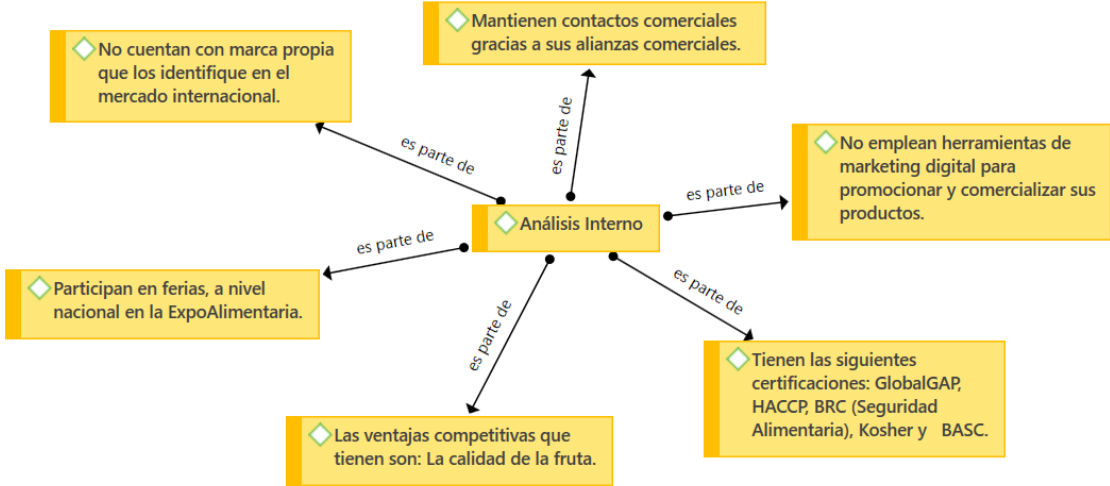 Mantienen contactos comerciales
gracias a sus alianzas comerciales.
No cuentan con marca propia
que los identifique en el
mercado internacional.
es parte de
es parte de
No emplean herramientas de
marketing digital para
promocionar y comercializar sus
productos.
es parte de
Análisis Interno
es parte de
Participan en ferias, a nivel
nacional en la ExpoAlimentaria.
es parte de
es parte de
Tienen las siguientes
certificaciones: GlobalGAP,
HACCP, BRC (Seguridad
Alimentaria), Kosher y BASC.
Las ventajas competitivas que
tienen son: La calidad de la fruta.